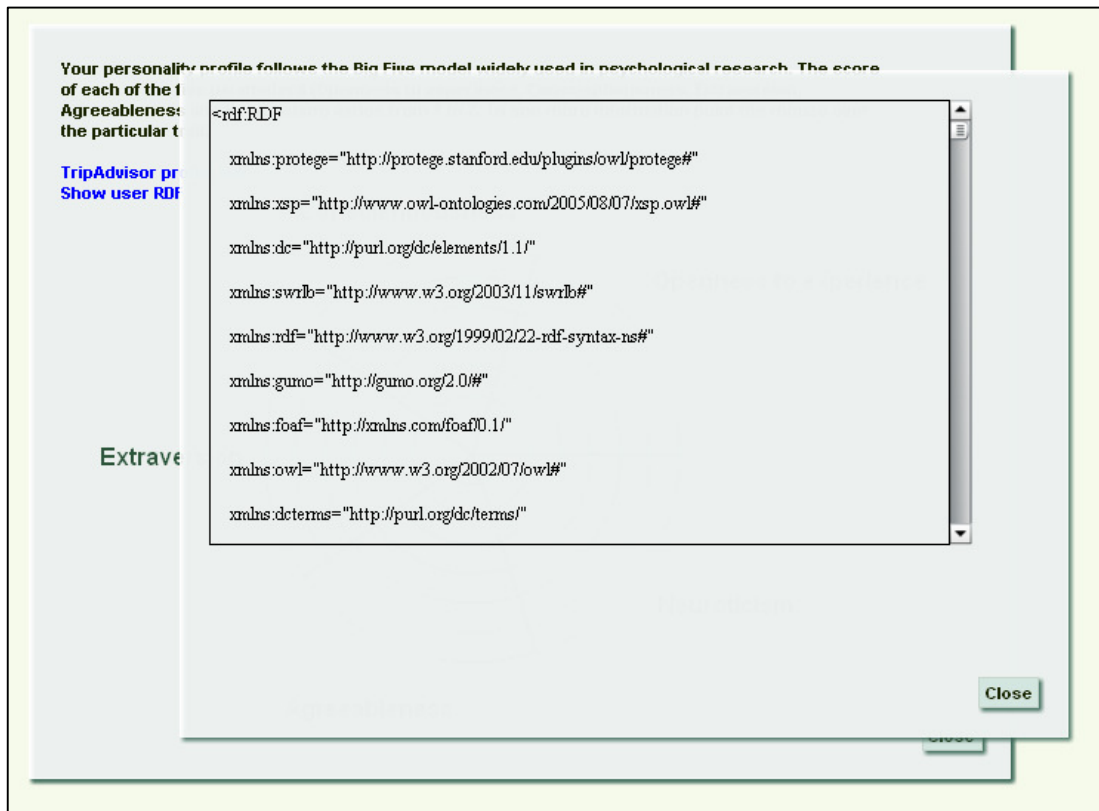 Your personality profile follows the Big Five model widely used in psychological research. The score
of each of the
Agreeableness
the particular
TripAdvisor
Show user RDF
<rdf:RDF
xmlns:protege="http://protege.stanford.edu/plugins/owl/protege#"
xmlns:xsp="http://www.owl-ontologies.com/2005/08/07/xsp.owl#"
xmlns:dc="http://purl.org/dc/elements/1.1/"
xmlns:swrlb="http://www.w3.org/2003/11/swrlb#"
xmlns:rdf="http://www.w3.org/1999/02/22-rdf-syntax-ns#"
xmlns:gumo="http://gumo.org/2.0/#"
xmlns:foaf="http://xmlns.com/foaf/0.1/"
xmlns:owl="http://www.w3.org/2002/07/owl#"
xmlns:dcterms="http://purl.org/dc/terms/"
Close
Close